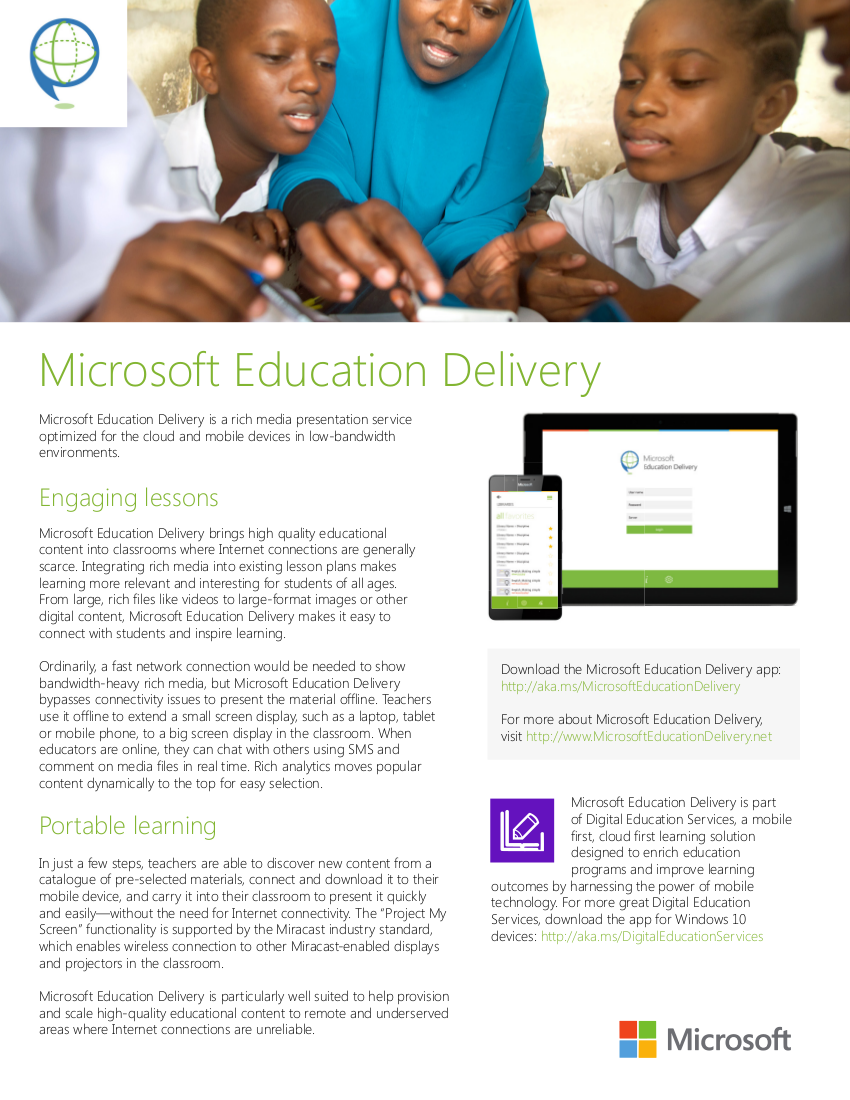 Microsoft Education Delivery
Microsoft Education Delivery is a rich media presentation service
optimized for the cloud and mobile devices in low-bandwidth
environments.
Engaging lessons
Microsoft Education Delivery brings high quality educational
content into classrooms where Internet connections are generally
scarce. Integrating rich media into existing lesson plans makes
learning more relevant and interesting for students of all ages.
From large, rich files like videos to large-format images or other
digital content, Microsoft Education Delivery makes it easy to
connect with students and inspire learning.
Ordinarily, a fast network connection would be needed to show
bandwidth-heavy rich media, but Microsoft Education Delivery
bypasses connectivity issues to present the material offline. Teachers
use it offline to extend a small screen display, such as a laptop, tablet
or mobile phone, to a big screen display in the classroom. When
educators are online, they can chat with others using SMS and
comment on media files in real time. Rich analytics moves popular
content dynamically to the top for easy selection.
Portable learning
In just a few steps, teachers are able to discover new content from a
catalogue of pre-selected materials, connect and download it to their
mobile device, and carry it into their classroom to present it quickly
and easily—without the need for Internet connectivity. The “Project My
Screen” functionality is supported by the Miracast industry standard,
which enables wireless connection to other Miracast-enabled displays
and projectors in the classroom.
Microsoft Education Delivery is particularly well suited to help provision
and scale high-quality educational content to remote and underserved
areas where Internet connections are unreliable.
Microsoft
Education Delivery
User name
Password
Server
Microsoft
Download the Microsoft Education Delivery app:
http://aka.ms/MicrosoftEducationDelivery
For more about Microsoft Education Delivery,
visit http://www.MicrosoftEducationDelivery.net
Microsoft Education Delivery is part
of Digital Education Services, a mobile
first, cloud first learning solution
designed to enrich education
programs and improve learning
outcomes by harnessing the power of mobile
technology. For more great Digital Education
Services, download the app for Windows 10
devices: http://aka.ms/DigitalEducationServices
Microsoft